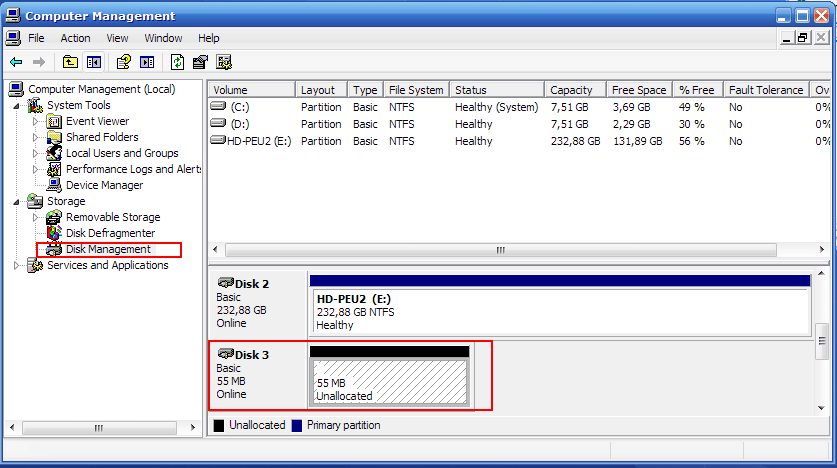 Computer Management
File Action View Window Help
Computer Management (Local)
System Tools
Event Viewer
Shared Folders
Local Users and Groups
Performance Logs and Alert
Device Manager
Storage
Removable Storage
Disk Defragmenter
Disk Management
Services and Applications
Volume Layout Type File System Status Capacity Free Space % Free Fault Tolerance Ov
(C:) Partition Basic NTFS Healthy (System) 7,51 GB 3,69 GB 49 % No 0%
(D:) Partition Basic NTFS Healthy 7,51 GB 2,29 GB 30 % No 0%
HD-PEU2 (E:) Partition Basic NTFS Healthy 232,88 GB 131,89 GB 56 % No 0%
Disk 2
Basic
232,88 GB
Online
HD-PEU2 (E:)
232,88 GB NTFS
Healthy
Disk 3
Basic
55 MB
Online
55 MB
Unallocated
Unallocated Primary partition